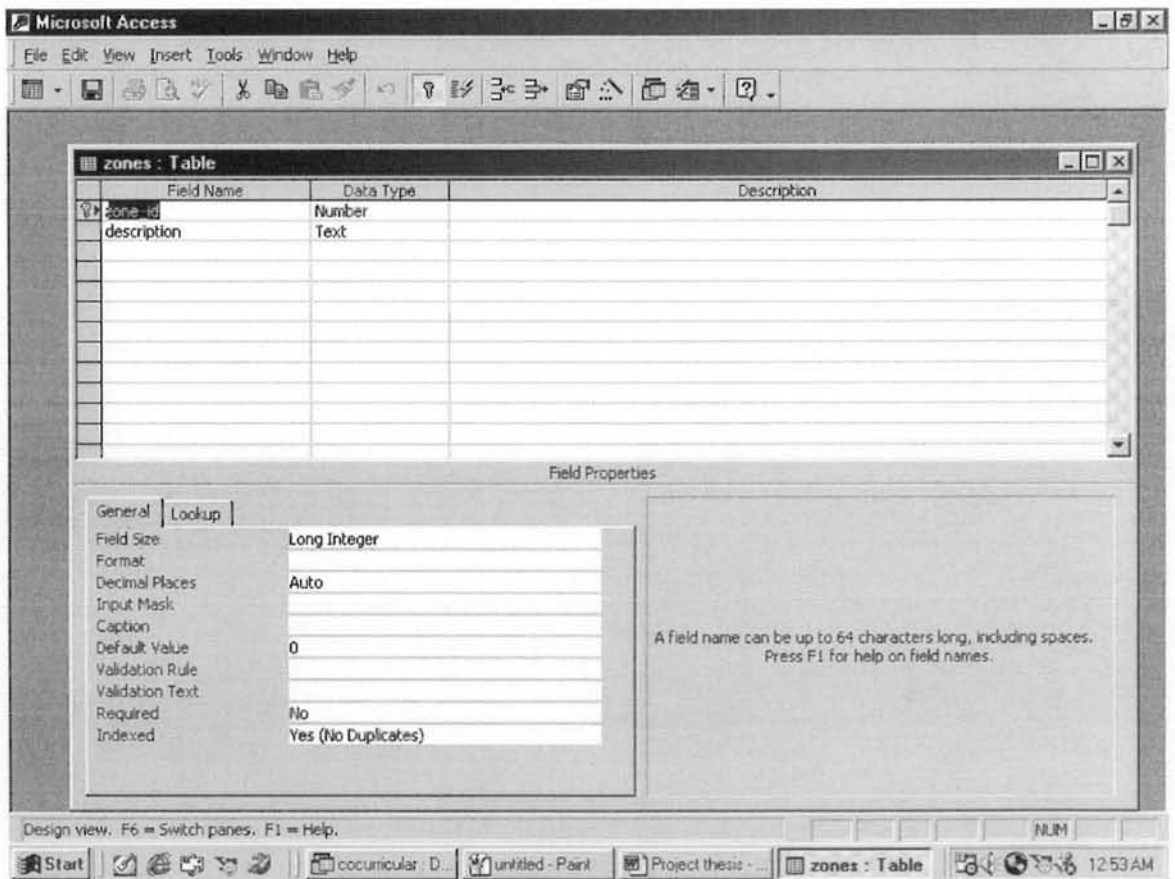 Microsoft Access
File Edit View Insert Tools Window Help
zones : Table
Field Name Data Type Description
zone-id Number
description Text
Field Properties
General Lookup
Field Size Long Integer
Format
Decimal Places Auto
Input Mask
Caption
Default Value 0
Validation Rule
Validation Text
Required No
Indexed Yes (No Duplicates)
A field name can be up to 64 characters long, including spaces.
Press F1 for help on field names.
Design view. F6 = Switch panes. F1 = Help. NUM
Start cocurricular : D... untitled - Paint Project thesis - ... zones : Table 12:53 AM